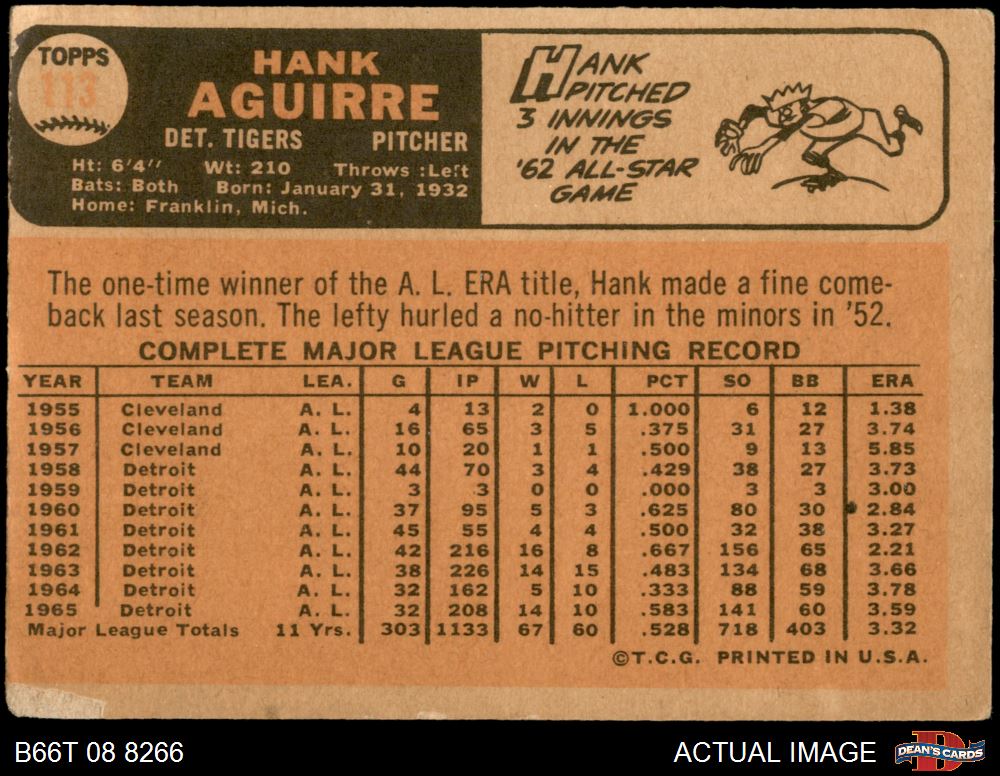 TOPPS
113
HANK
AGUIRRE
DET. TIGERS PITCHER
Ht: 6'4" Wt: 210 Throws :Left
Bats: Both Born: January 31, 1932
Home: Franklin, Mich.
HANK
PITCHED
3 INNINGS
IN THE
'62 ALL-STAR
GAME
The one-time winner of the A. L. ERA title, Hank made a fine come-
back last season. The lefty hurled a no-hitter in the minors in '52.
COMPLETE MAJOR LEAGUE PITCHING RECORD
YEAR TEAM LEA. G IP W L PCT SO BB ERA
1955 Cleveland A. L. 4 13 2 0 1.000 6 12 1.38
1956 Cleveland A. L. 16 65 3 5 .375 31 27 3.74
1957 Cleveland A. L. 10 20 1 1 .500 9 13 5.85
1958 Detroit A. L. 44 70 3 4 .429 38 27 3.73
1959 Detroit A. L. 3 3 0 0 .000 3 3 3.00
1960 Detroit A. L. 37 95 5 3 .625 80 30 2.84
1961 Detroit A. L. 45 55 4 4 .500 32 38 3.27
1962 Detroit A. L. 42 216 16 8 .667 156 65 2.21
1963 Detroit A. L. 38 226 14 15 .483 134 68 3.66
1964 Detroit A. L. 32 162 5 10 .333 88 59 3.78
1965 Detroit A. L. 32 208 14 10 .583 141 60 3.59
Major League Totals 11 Yrs. 303 1133 67 60 .528 718 403 3.32
©T.C.G. PRINTED IN U.S.A.
B66T 08 8266 ACTUAL IMAGE DEAN'S CARDS